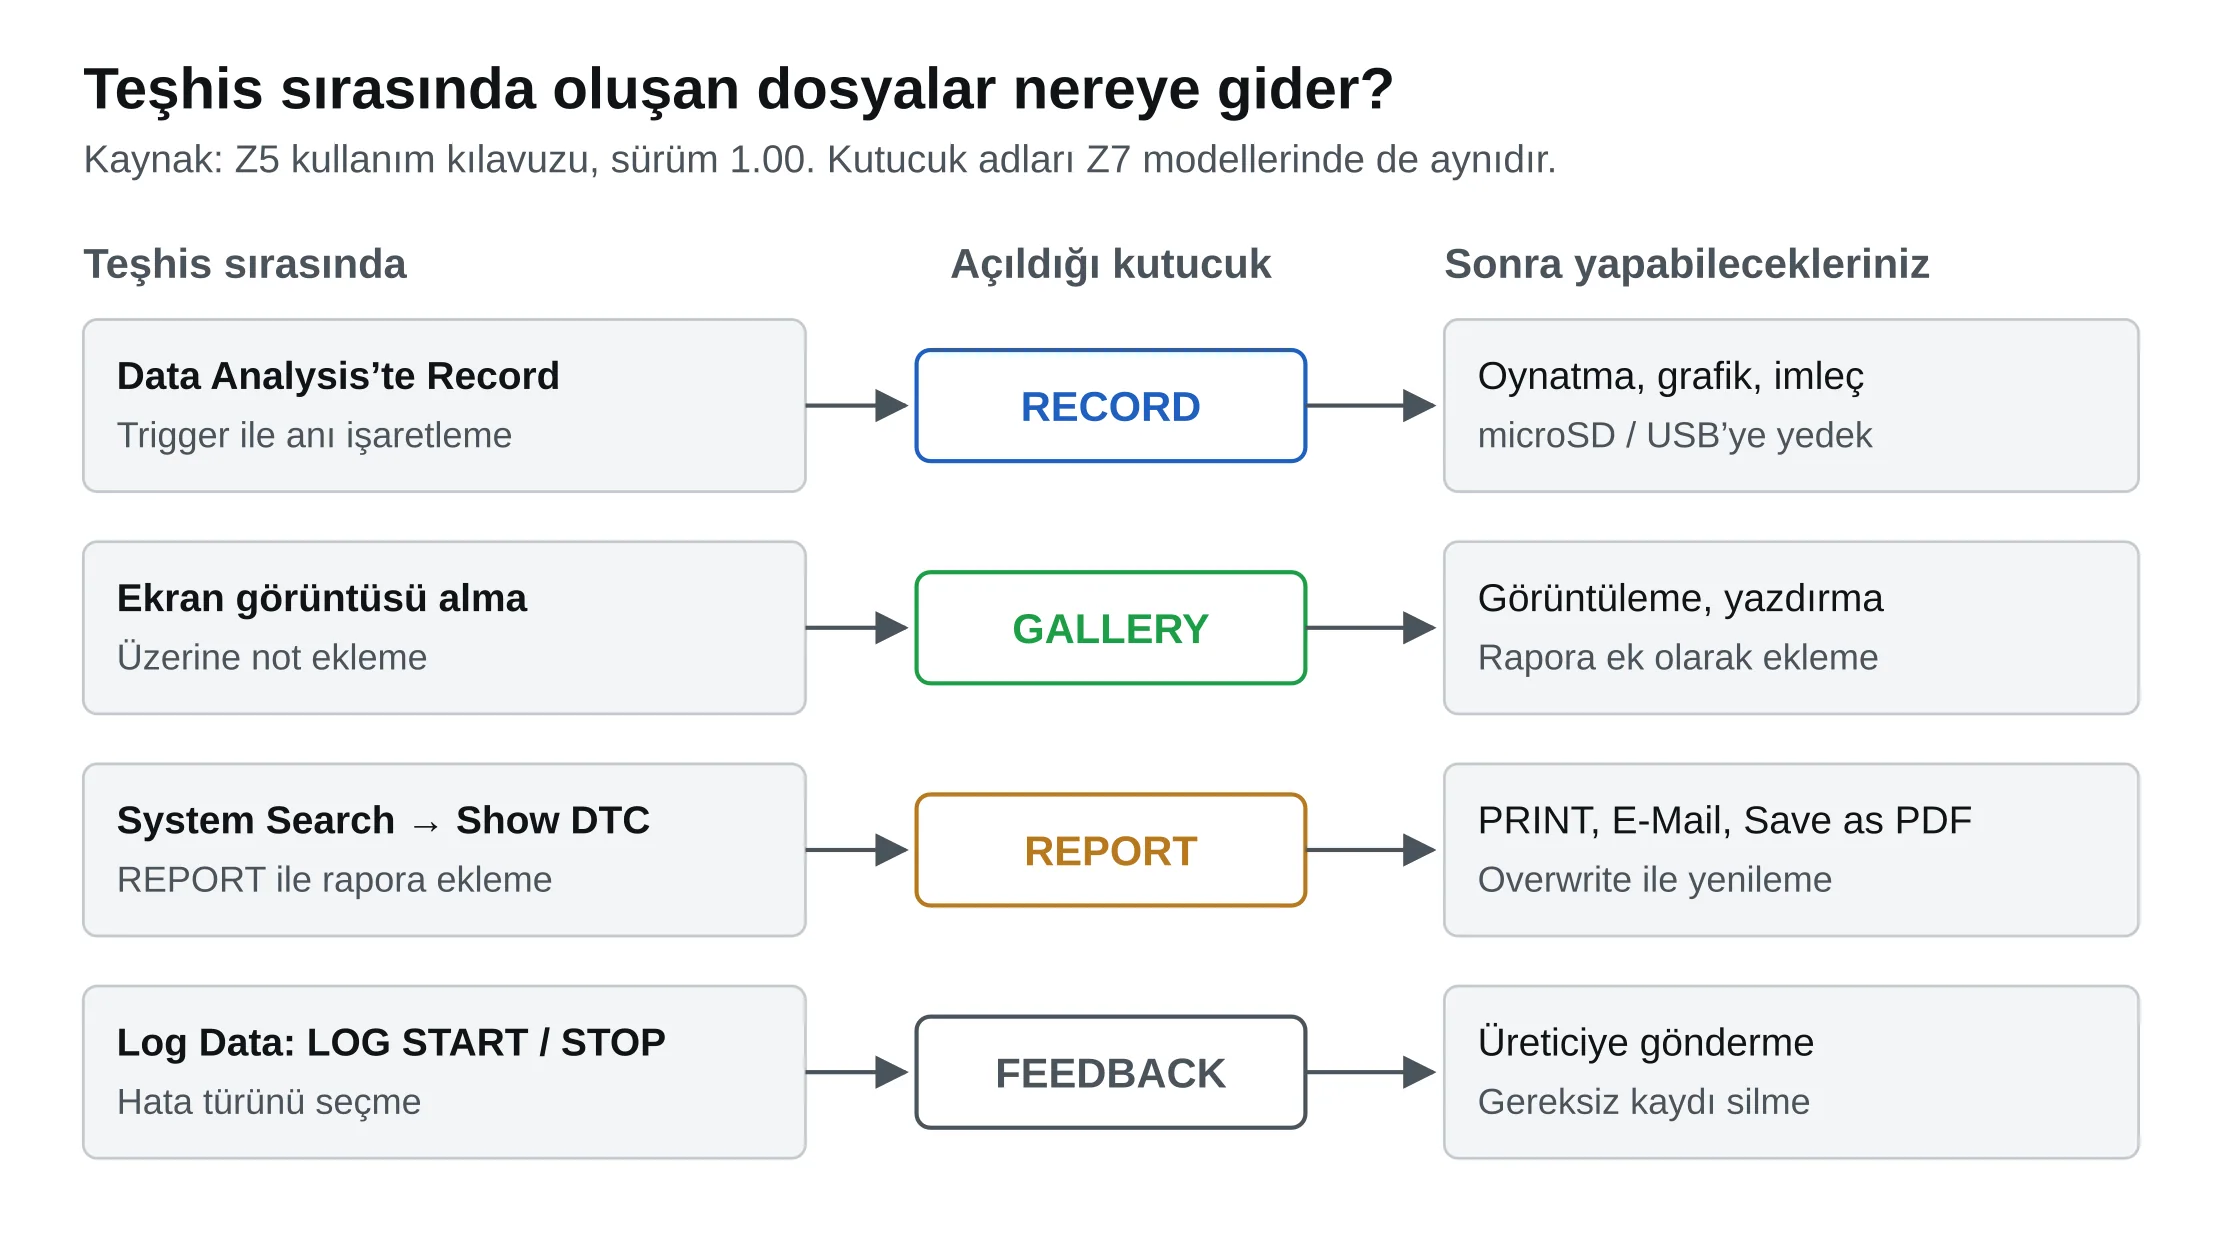 Teşhis sırasında oluşan dosyalar nereye gider?
Kaynak: Z5 kullanım kılavuzu, sürüm 1.00. Kutucuk adları Z7 modellerinde de aynıdır.
Teşhis sırasında
Açıldığı kutucuk
Sonra yapabilecekleriniz
Data Analysis’te Record
Trigger ile anı işaretleme
RECORD
Oynatma, grafik, imleç
microSD / USB’ye yedek
Ekran görüntüsü alma
Üzerine not ekleme
GALLERY
Görüntüleme, yazdırma
Rapora ek olarak ekleme
System Search → Show DTC
REPORT ile rapora ekleme
REPORT
PRINT, E-Mail, Save as PDF
Overwrite ile yenileme
Log Data: LOG START / STOP
Hata türünü seçme
FEEDBACK
Üreticiye gönderme
Gereksiz kaydı silme